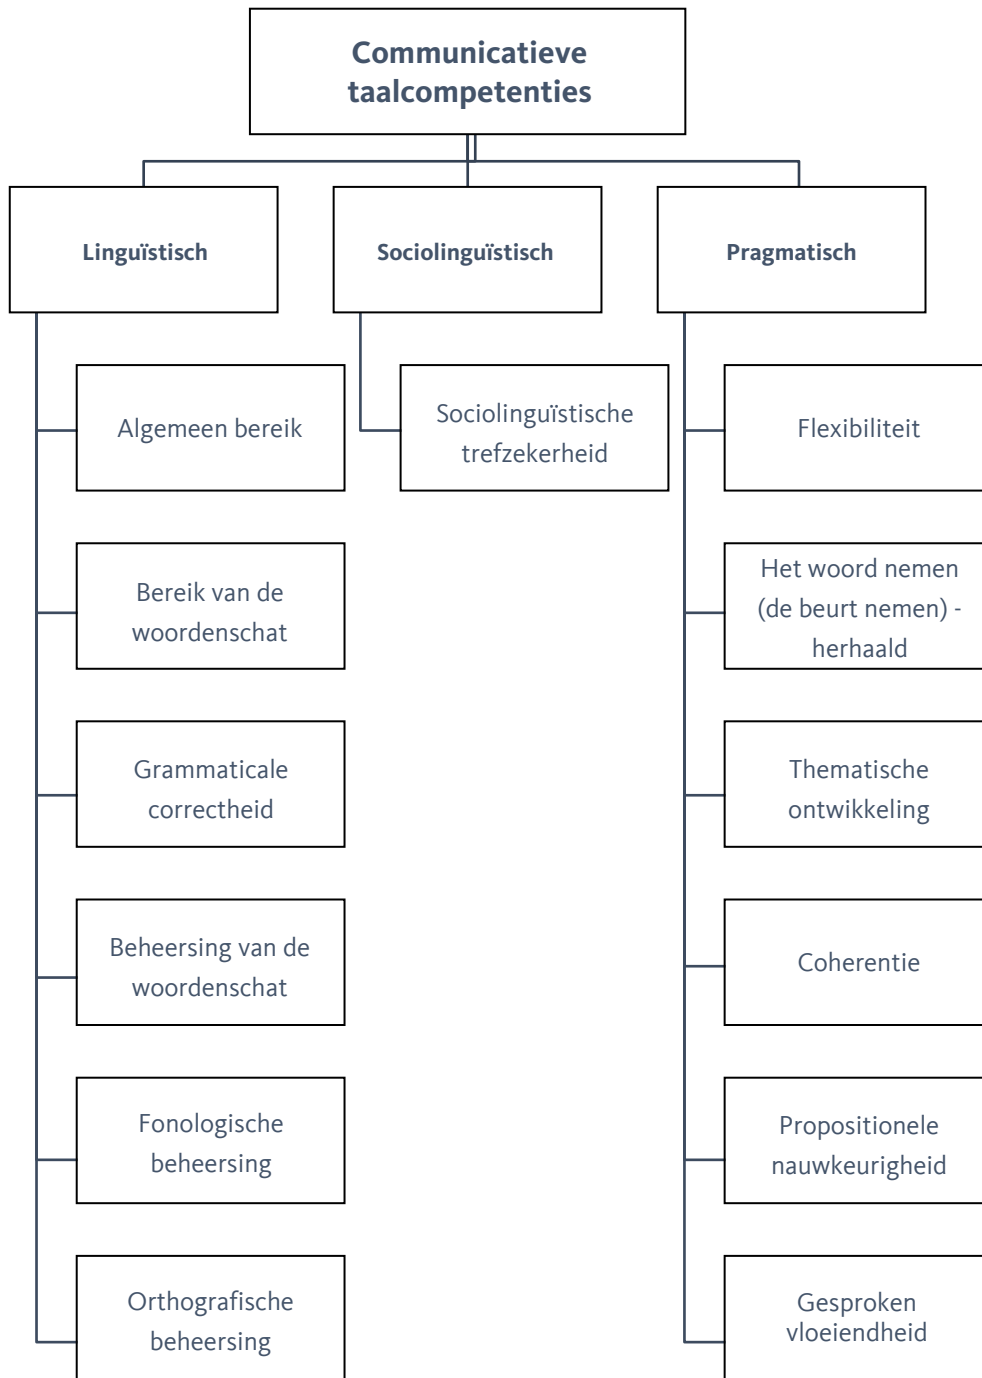 Communicatieve
taalcompetenties
Linguïstisch
Sociolinguïstisch
Pragmatisch
Algemeen bereik
Sociolinguïstische
trefzekerheid
Flexibiliteit
Bereik van de
woordenschat
Het woord nemen
(de beurt nemen) -
herhaald
Grammaticale
correctheid
Thematische
ontwikkeling
Beheersing van de
woordenschat
Coherentie
Fonologische
beheersing
Propositionele
nauwkeurigheid
Orthografische
beheersing
Gesproken
vloeiendheid